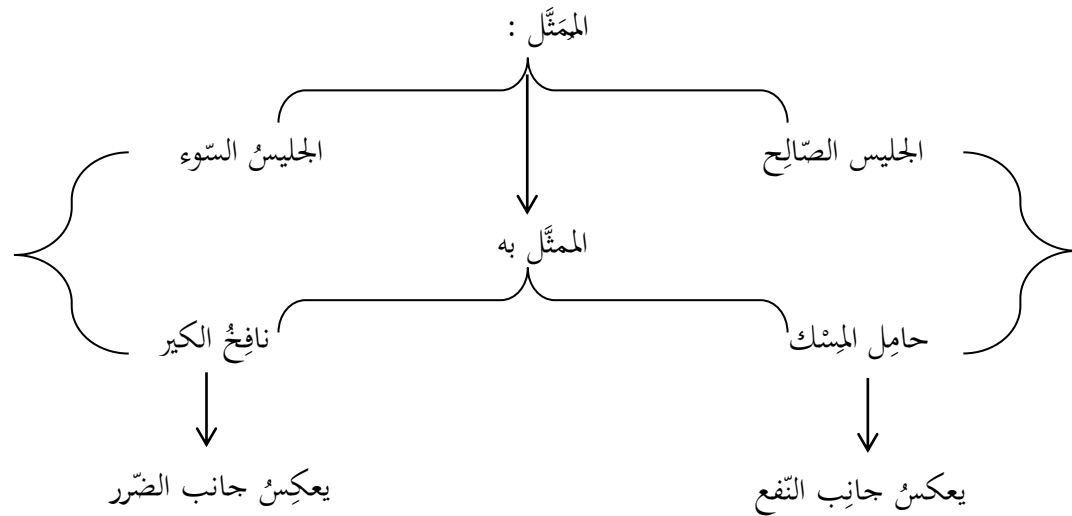 المُمَثَّل :
الجليس الصّالِح
الجليسُ السّوء
الممثَّل به
حامِل المِسْك
نافِخُ الكير
يعكسُ جانِب النّفع
يعكِسُ جانب الضّرر